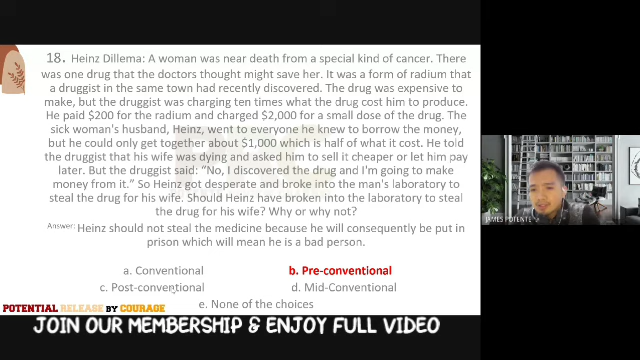 18. Heinz Dillema: A woman was near death from a special kind of cancer. There
was one drug that the doctors thought might save her. It was a form of radium that
a druggist in the same town had recently discovered. The drug was expensive to
make, but the druggist was charging ten times what the drug cost him to produce.
He paid $200 for the radium and charged $2,000 for a small dose of the drug. The
sick woman's husband, Heinz, went to everyone he knew to borrow the money,
but he could only get together about $1,000 which is half of what it cost. He told
the druggist that his wife was dying and asked him to sell it cheaper or let him pay
later. But the druggist said: "No, I discovered the drug and I'm going to make
money from it." So Heinz got desperate and broke into the man's laboratory to
steal the drug for his wife. Should Heinz have broken into the laboratory to steal
the drug for his wife? Why or why not?
Answer: Heinz should not steal the medicine because he will consequently be put in
prison which will mean he is a bad person.
a. Conventional
b. Pre-conventional
c. Post-conventional
d. Mid-Conventional
e. None of the choices
POTENTIAL RELEASE BY COURAGE
JOIN OUR MEMBERSHIP & ENJOY FULL VIDEO
JAMES POTENTE